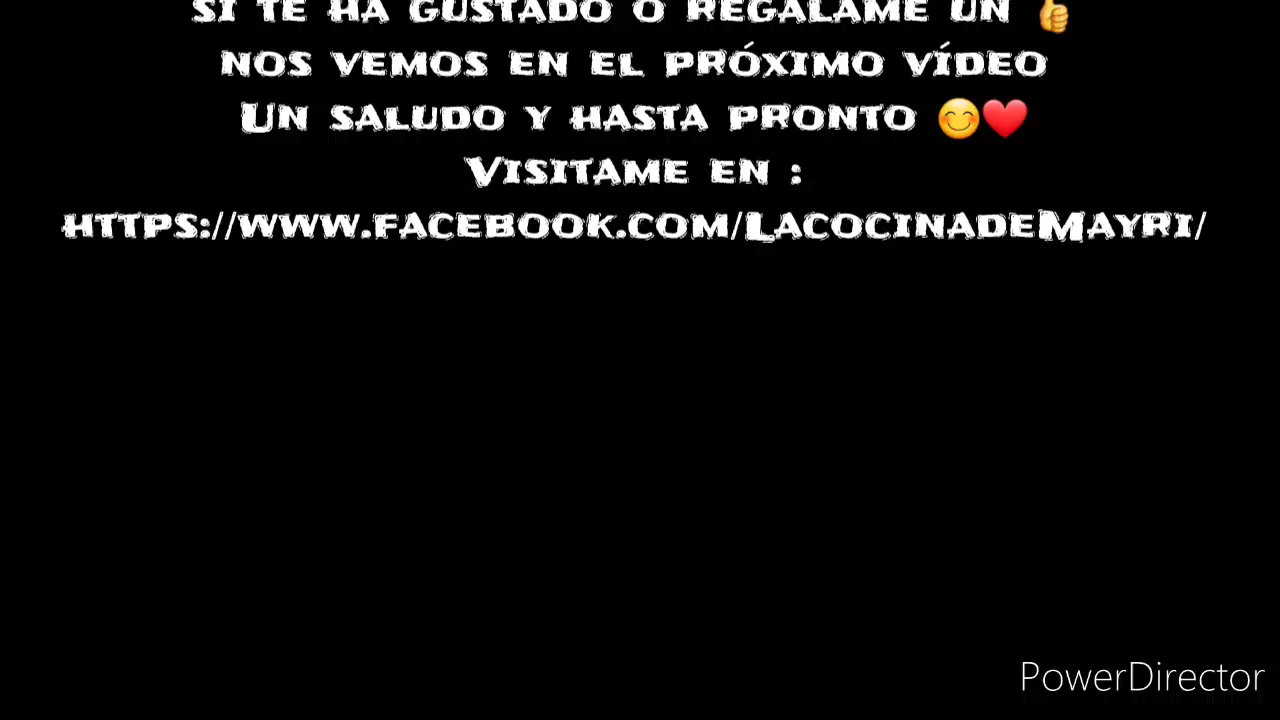 si te ha gustado o regálame un 👍
nos vemos en el próximo vídeo
Un saludo y hasta pronto 😊❤️
Visitame en :
https://www.facebook.com/LacocinadeMayri/
PowerDirector